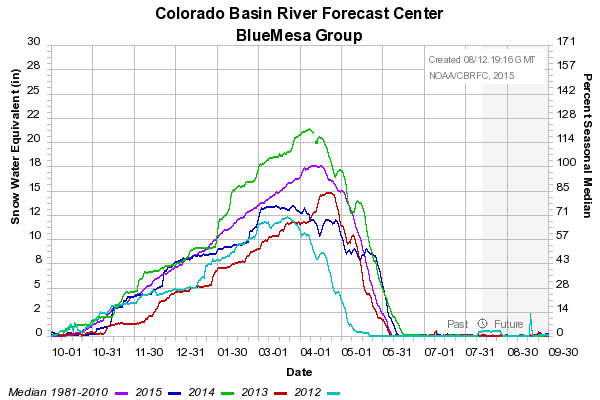 Colorado Basin River Forecast Center
BlueMesa Group
Created 08/12.19:16 GMT
NOAA/CBRFC, 2015
Snow Water Equivalent (in)
30
28
25
22
20
18
15
12
10
8
5
2
0
171
157
142
128
114
100
85
71
57
43
28
14
0
Percent Seasonal Median
Past Future
10-01 10-31 11-30 12-31 01-31 03-01 04-01 05-01 05-31 07-01 07-31 08-30 09-30
Date
Median 1981-2010 2015 2014 2013 2012